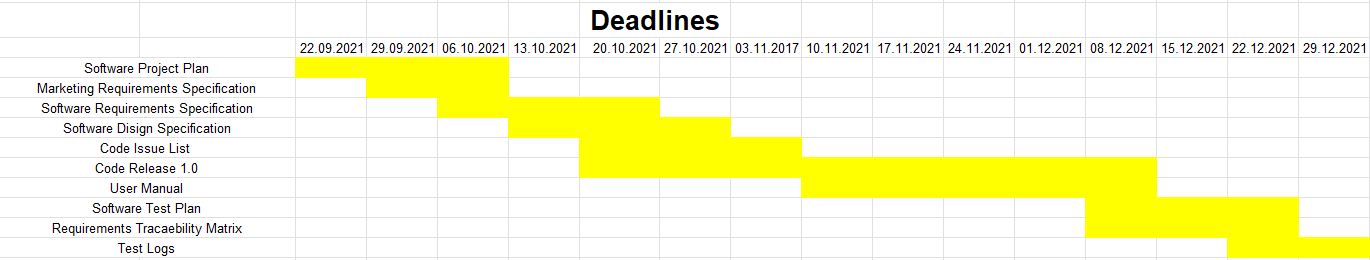 Deadlines
22.09.2021 29.09.2021 06.10.2021 13.10.2021 20.10.2021 27.10.2021 03.11.2017 10.11.2021 17.11.2021 24.11.2021 01.12.2021 08.12.2021 15.12.2021 22.12.2021 29.12.2021
Software Project Plan
Marketing Requirements Specification
Software Requirements Specification
Software Disign Specification
Code Issue List
Code Release 1.0
User Manual
Software Test Plan
Requirements Tracaebility Matrix
Test Logs